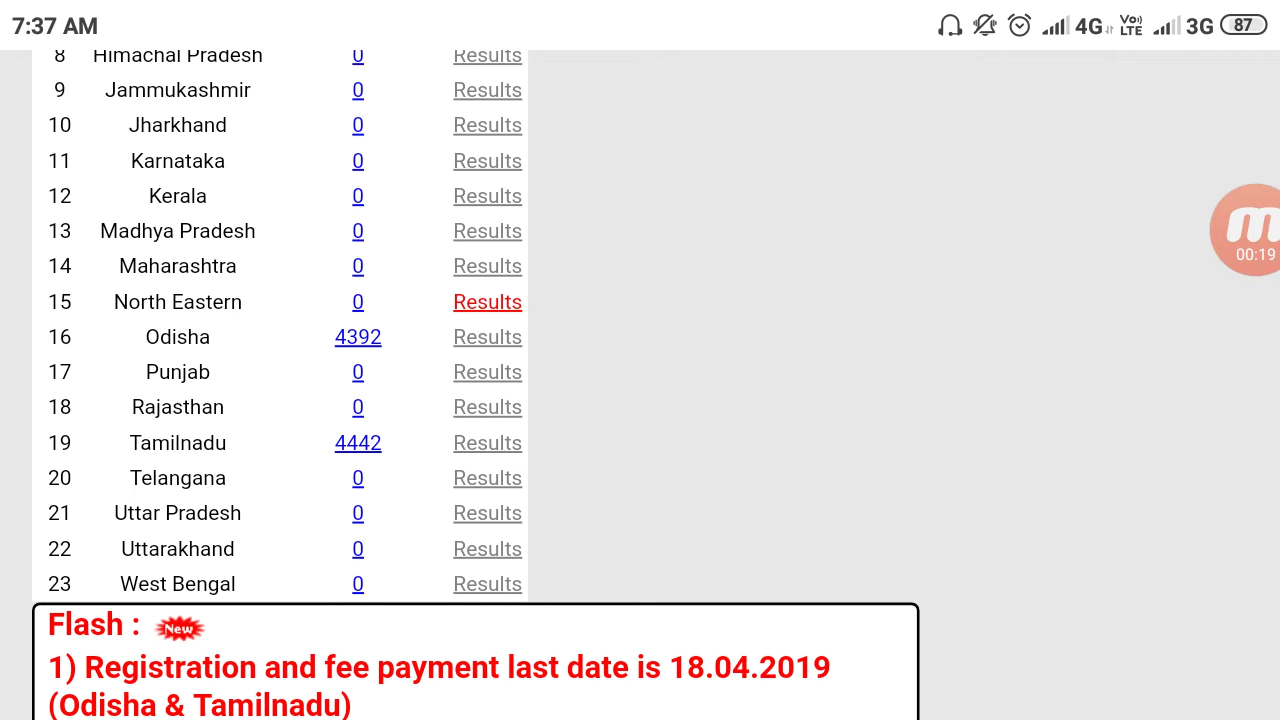 7:37 AM 4G Vo) LTE 3G 87
8 Himachal Pradesh 0 Results
9 Jammukashmir 0 Results
10 Jharkhand 0 Results
11 Karnataka 0 Results
12 Kerala 0 Results
13 Madhya Pradesh 0 Results
14 Maharashtra 0 Results
15 North Eastern 0 Results
16 Odisha 4392 Results
17 Punjab 0 Results
18 Rajasthan 0 Results
19 Tamilnadu 4442 Results
20 Telangana 0 Results
21 Uttar Pradesh 0 Results
22 Uttarakhand 0 Results
23 West Bengal 0 Results
00:19
Flash : New
1) Registration and fee payment last date is 18.04.2019
(Odisha & Tamilnadu)